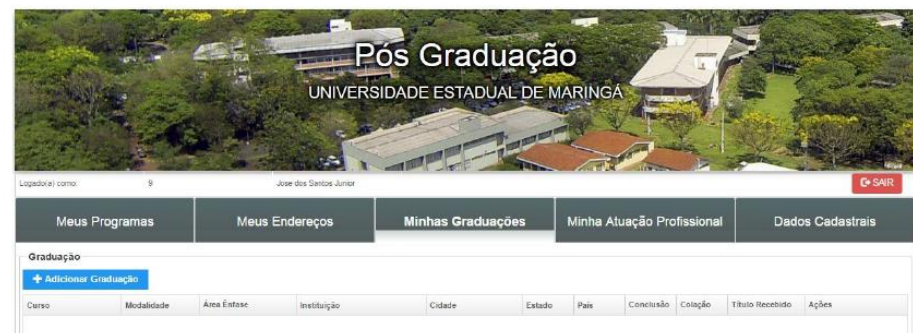 Pós Graduação
UNIVERSIDADE ESTADUAL DE MARINGÁ
Logado(a) como: 9 Jose dos Santos Junior SAIR
Meus Programas Meus Endereços Minhas Graduações Minha Atuação Profissional Dados Cadastrais
Graduação
+ Adicionar Graduação
Curso Modalidade Área Ênfase Instituição Cidade Estado País Conclusão Colação Título Recebido Ações